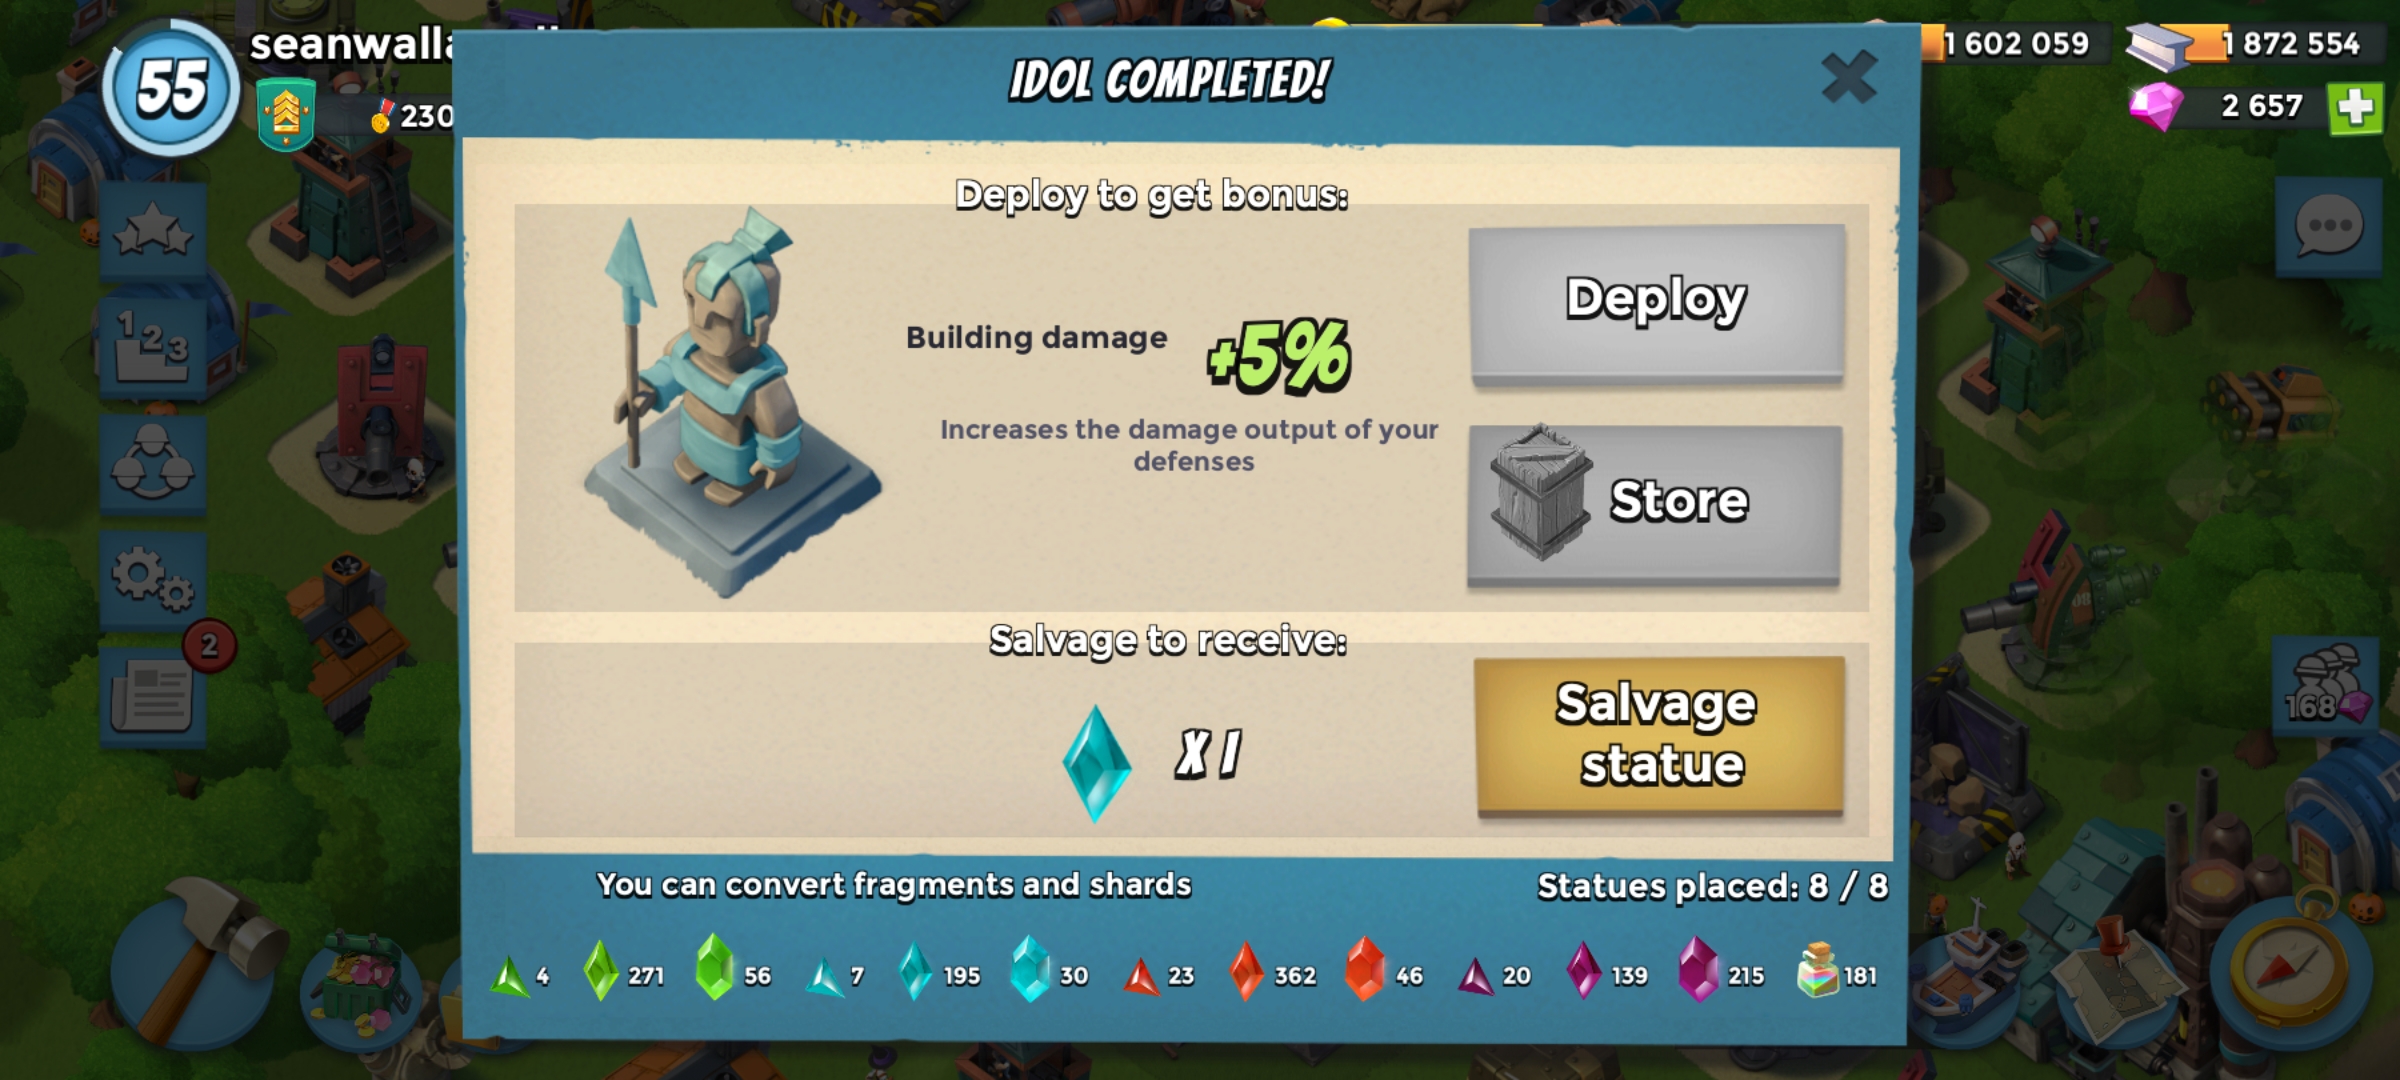 55
230
IDOL COMPLETED!
1 602 059
1 872 554
2 657
Deploy to get bonus:
Building damage +5%
Increases the damage output of your
defenses
Deploy
Store
1 2 3
2
Salvage to receive:
X 1
Salvage
statue
168
You can convert fragments and shards
Statues placed: 8 / 8
4 271 56 7 195 30 23 362 46 20 139 215 181